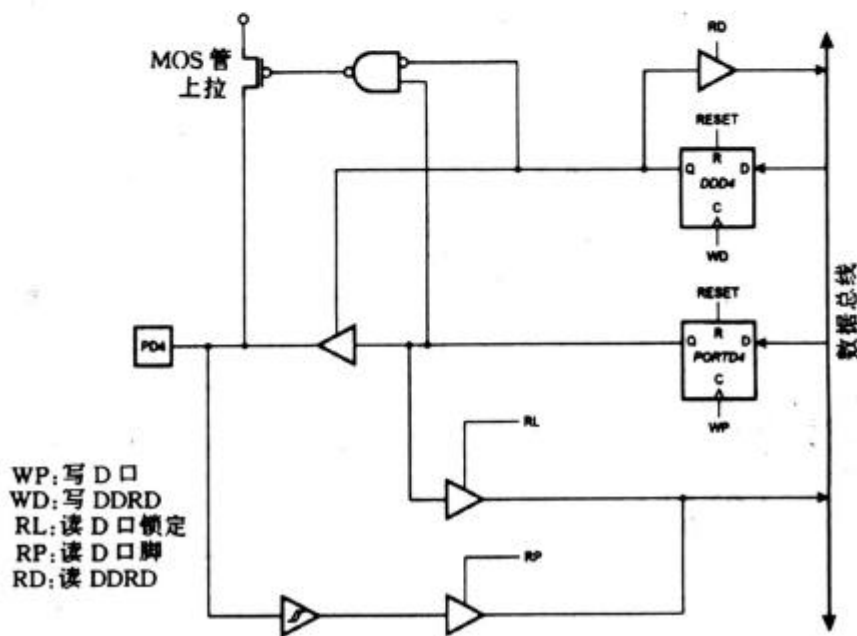 MOS 管
上拉
RD
RESET
R
Q
D
DDD4
C
WD
RESET
R
Q
D
PORTD4
C
WP
PD4
数据总线
RL
RP
WP:写 D 口
WD:写 DDRD
RL:读 D 口锁定
RP:读 D 口脚
RD:读 DDRD